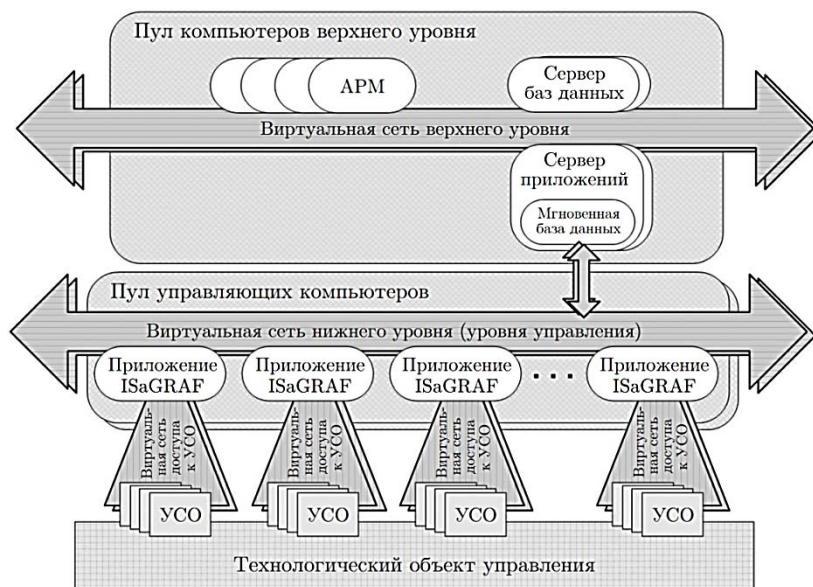 Пул компьютеров верхнего уровня
АРМ
Сервер
баз данных
Виртуальная сеть верхнего уровня
Сервер
приложений
Мгновенная
база данных
Пул управляющих компьютеров
Виртуальная сеть нижнего уровня (уровня управления)
Приложение
ISaGRAF
Приложение
ISaGRAF
Приложение
ISaGRAF
. . .
Приложение
ISaGRAF
Виртуаль-
ная сеть
доступа
к УСО
Виртуаль-
ная сеть
доступа
к УСО
Виртуаль-
ная сеть
доступа
к УСО
Виртуаль-
ная сеть
доступа
к УСО
УСО
УСО
УСО
УСО
Технологический объект управления